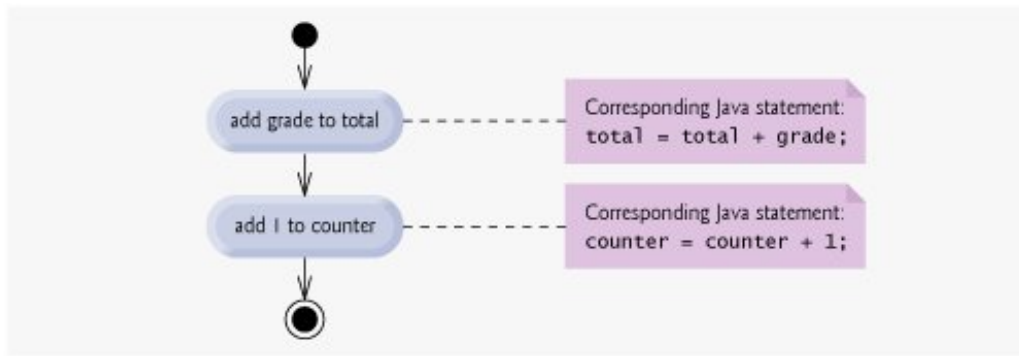 add grade to total
Corresponding Java statement:
total = total + grade;
add 1 to counter
Corresponding Java statement:
counter = counter + 1;